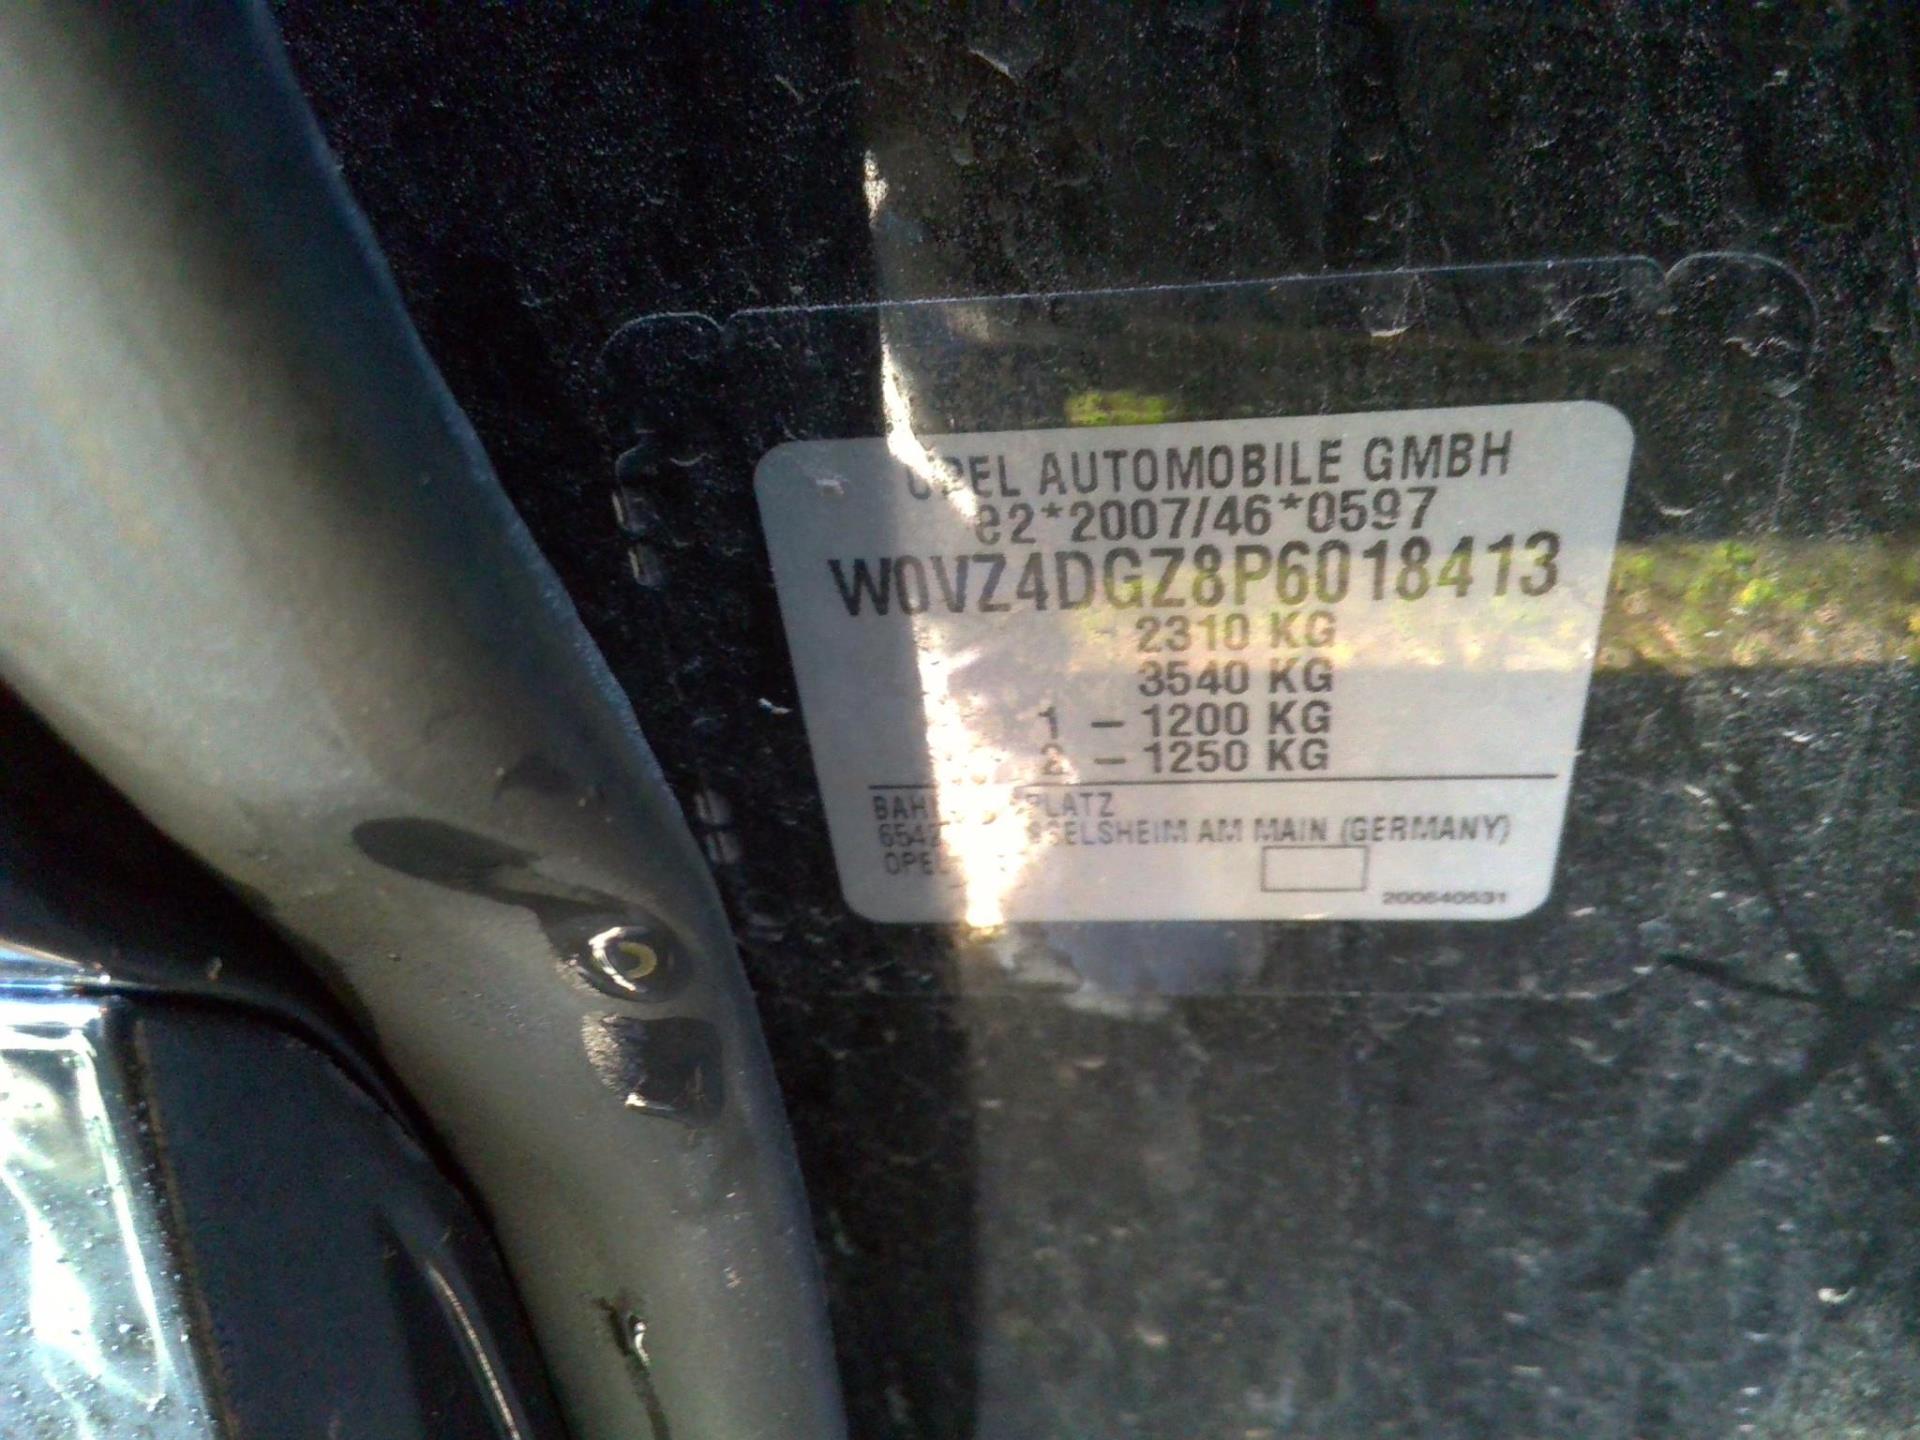 OPEL AUTOMOBILE GMBH
e2*2007/46*0597
W0VZ4DGZ8P6018413
2310 KG
3540 KG
1 - 1200 KG
2 - 1250 KG
AM MAIN (GERMANY)
200640531